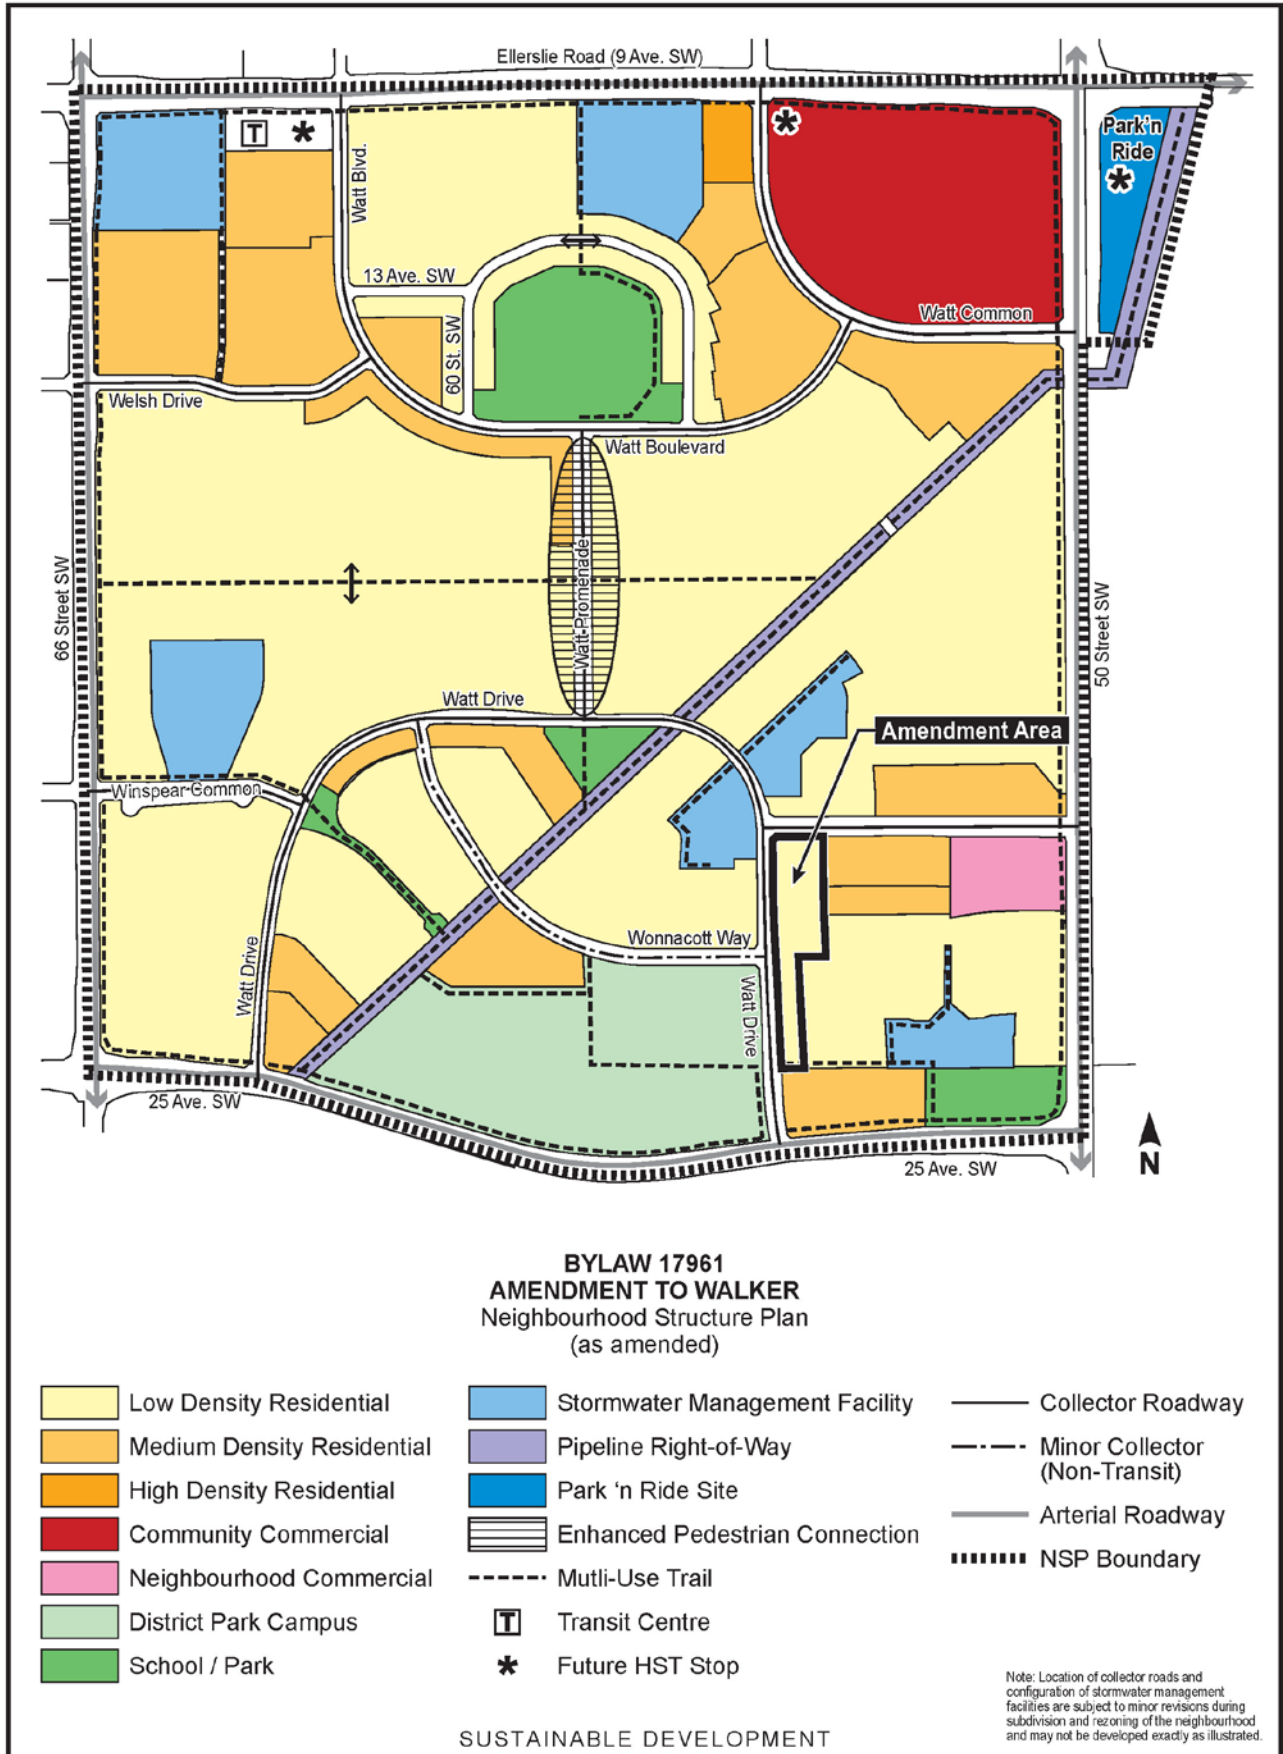 Ellerslie Road (9 Ave. SW)
T
Park'n
Ride
Watt Blvd.
13 Ave. SW
60 St. SW
Watt Common
Welsh Drive
Watt Boulevard
Watt Promenade
66 Street SW
50 Street SW
Watt Drive
Amendment Area
Winspear Common
Wonnacott Way
Watt Drive
Watt Drive
25 Ave. SW
25 Ave. SW
N
BYLAW 17961
AMENDMENT TO WALKER
Neighbourhood Structure Plan
(as amended)
Low Density Residential
Medium Density Residential
High Density Residential
Community Commercial
Neighbourhood Commercial
District Park Campus
School / Park
Stormwater Management Facility
Pipeline Right-of-Way
Park 'n Ride Site
Enhanced Pedestrian Connection
Mutli-Use Trail
T Transit Centre
* Future HST Stop
Collector Roadway
Minor Collector
(Non-Transit)
Arterial Roadway
NSP Boundary
Note: Location of collector roads and
configuration of stormwater management
facilities are subject to minor revisions during
subdivision and rezoning of the neighbourhood
and may not be developed exactly as illustrated.
SUSTAINABLE DEVELOPMENT